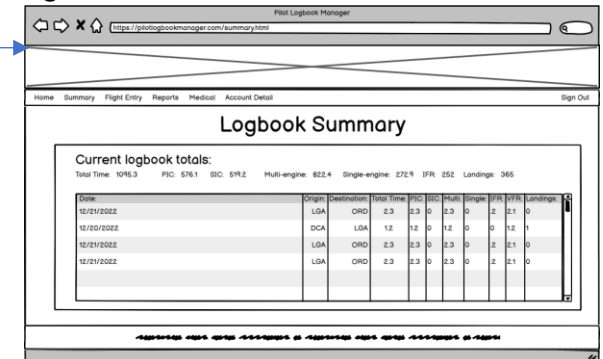 Pilot Logbook Manager
https://pilotlogbookmanager.com/summary.html
Home Summary Flight Entry Reports Medical Account Detail Sign Out
Logbook Summary
Current logbook totals:
Total Time: 1095.3 PIC: 576.1 SIC: 519.2 Multi-engine: 822.4 Single-engine: 272.9 IFR: 252 Landings: 365
Date: Origin: Destination: Total Time: PIC: SIC: Multi: Single: IFR: VFR: Landings:
12/21/2022 LGA ORD 2.3 2.3 0 2.3 0 .2 2.1 0
12/20/2022 DCA LGA 1.2 1.2 0 1.2 0 0 1.2 1
12/21/2022 LGA ORD 2.3 2.3 0 2.3 0 .2 2.1 0
12/21/2022 LGA ORD 2.3 2.3 0 2.3 0 .2 2.1 0